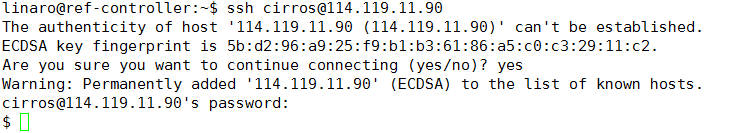 linaro@ref-controller:~$ ssh cirros@114.119.11.90
The authenticity of host '114.119.11.90 (114.119.11.90)' can't be established.
ECDSA key fingerprint is 5b:d2:96:a9:25:f9:b1:b3:61:86:a5:c0:c3:29:11:c2.
Are you sure you want to continue connecting (yes/no)? yes
Warning: Permanently added '114.119.11.90' (ECDSA) to the list of known hosts.
cirros@114.119.11.90's password:
$